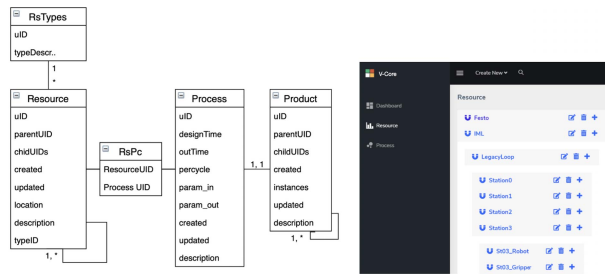 RsTypes
uID
typeDescr..
1
*
Resource
uID
parentUID
chidUIDs
created
updated
location
description
typeID
1, *
RsPc
ResourceUID
Process UID
Process
uID
designTime
outTime
percycle
param_in
param_out
created
updated
description
1, 1
Product
uID
parentUID
childUIDs
created
instances
updated
description
1, *
V-Core
Create New
Dashboard
Resource
Process
Resource
Festo
IML
LegacyLoop
Station0
Station1
Station2
Station3
St03_Robot
St03_Grippe